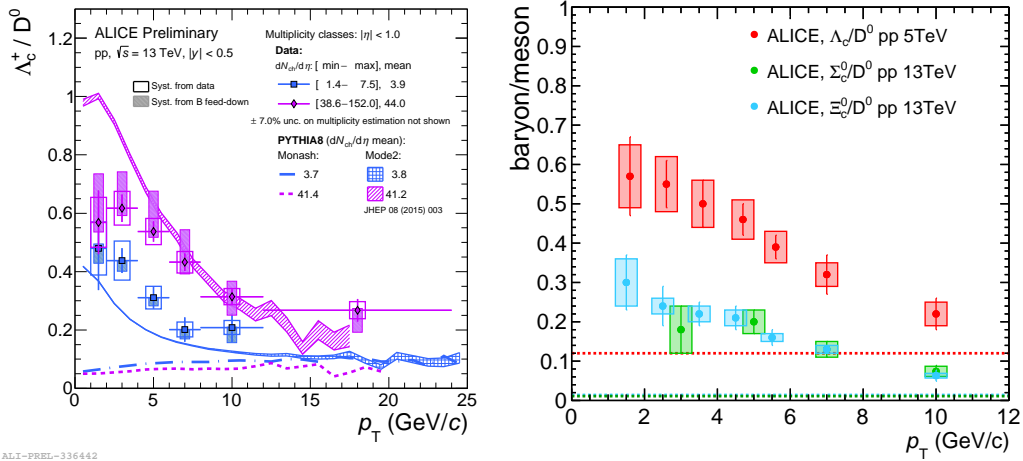 Λc+ / D0
1.2
1
0.8
0.6
0.4
0.2
0
ALICE Preliminary
pp, √s = 13 TeV, |y| < 0.5
Syst. from data
Syst. from B feed-down
Multiplicity classes: |η| < 1.0
Data:
dNch/dη: [ min− max], mean
[ 1.4− 7.5], 3.9
[38.6−152.0], 44.0
± 7.0% unc. on multiplicity estimation not shown
PYTHIA8 (dNch/dη mean):
Monash: Mode2:
3.7 3.8
41.4 41.2
JHEP 08 (2015) 003
0 5 10 15 20 25
pT (GeV/c)
ALI-PREL-336442
baryon/meson
1
0.9
0.8
0.7
0.6
0.5
0.4
0.3
0.2
0.1
0
ALICE, Λc/D0 pp 5TeV
ALICE, Σc0/D0 pp 13TeV
ALICE, Ξc0/D0 pp 13TeV
0 2 4 6 8 10 12
pT (GeV/c)